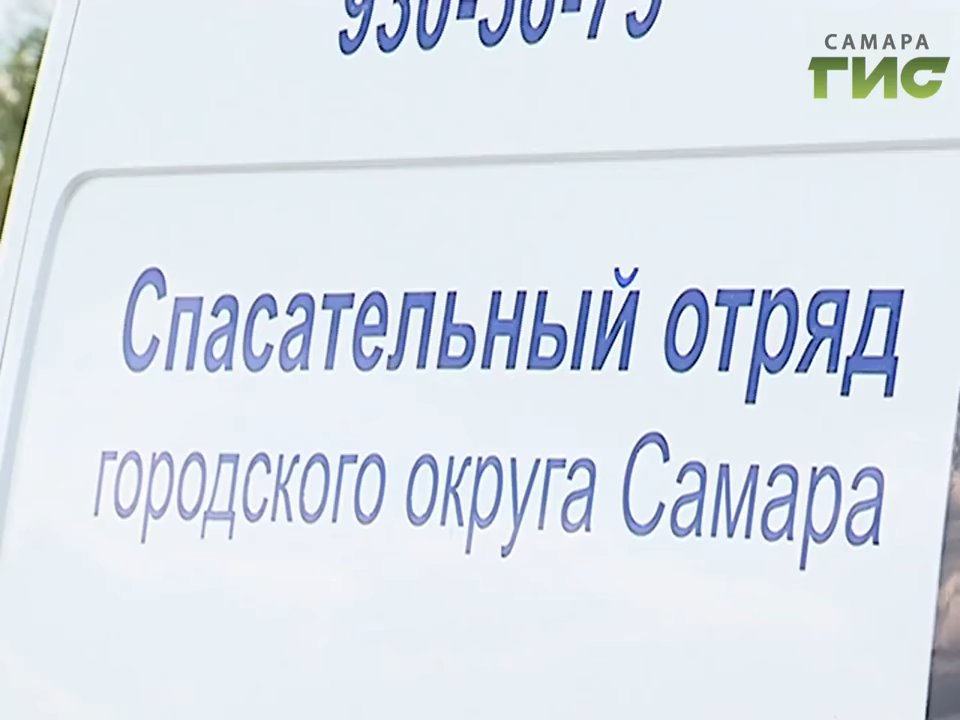 САМАРА
ГИС
Спасательный отряд
городского округа Самара